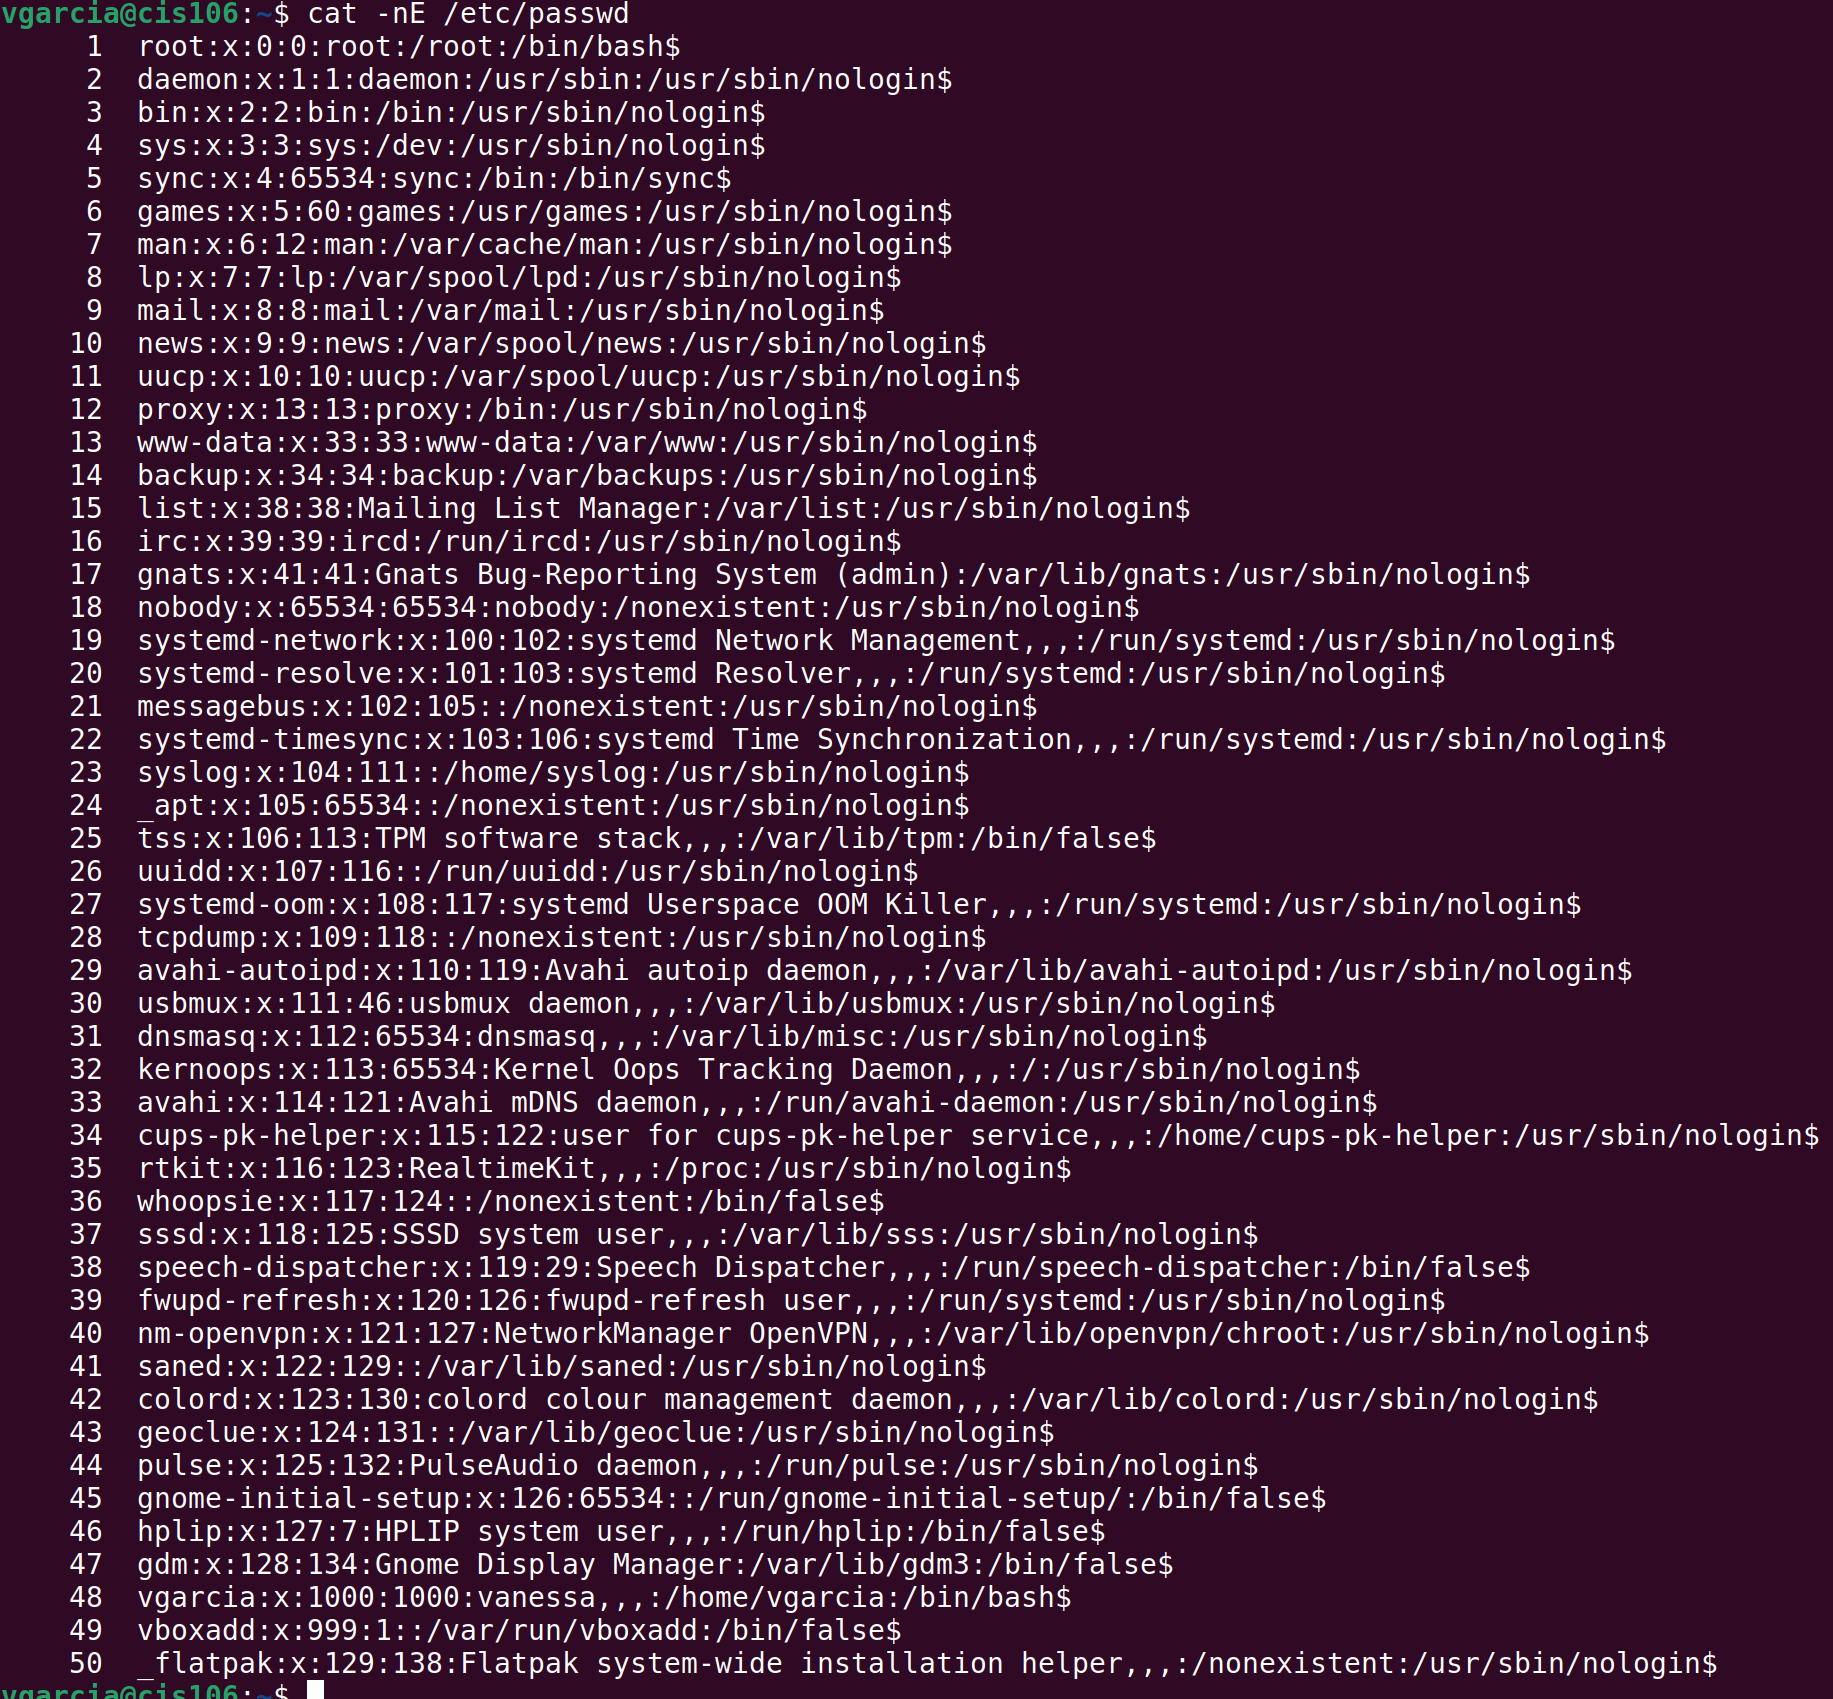 vgarcia@cis106:~$ cat -nE /etc/passwd
     1  root:x:0:0:root:/root:/bin/bash$
     2  daemon:x:1:1:daemon:/usr/sbin:/usr/sbin/nologin$
     3  bin:x:2:2:bin:/bin:/usr/sbin/nologin$
     4  sys:x:3:3:sys:/dev:/usr/sbin/nologin$
     5  sync:x:4:65534:sync:/bin:/bin/sync$
     6  games:x:5:60:games:/usr/games:/usr/sbin/nologin$
     7  man:x:6:12:man:/var/cache/man:/usr/sbin/nologin$
     8  lp:x:7:7:lp:/var/spool/lpd:/usr/sbin/nologin$
     9  mail:x:8:8:mail:/var/mail:/usr/sbin/nologin$
    10  news:x:9:9:news:/var/spool/news:/usr/sbin/nologin$
    11  uucp:x:10:10:uucp:/var/spool/uucp:/usr/sbin/nologin$
    12  proxy:x:13:13:proxy:/bin:/usr/sbin/nologin$
    13  www-data:x:33:33:www-data:/var/www:/usr/sbin/nologin$
    14  backup:x:34:34:backup:/var/backups:/usr/sbin/nologin$
    15  list:x:38:38:Mailing List Manager:/var/list:/usr/sbin/nologin$
    16  irc:x:39:39:ircd:/run/ircd:/usr/sbin/nologin$
    17  gnats:x:41:41:Gnats Bug-Reporting System (admin):/var/lib/gnats:/usr/sbin/nologin$
    18  nobody:x:65534:65534:nobody:/nonexistent:/usr/sbin/nologin$
    19  systemd-network:x:100:102:systemd Network Management,,,:/run/systemd:/usr/sbin/nologin$
    20  systemd-resolve:x:101:103:systemd Resolver,,,:/run/systemd:/usr/sbin/nologin$
    21  messagebus:x:102:105::/nonexistent:/usr/sbin/nologin$
    22  systemd-timesync:x:103:106:systemd Time Synchronization,,,:/run/systemd:/usr/sbin/nologin$
    23  syslog:x:104:111::/home/syslog:/usr/sbin/nologin$
    24  _apt:x:105:65534::/nonexistent:/usr/sbin/nologin$
    25  tss:x:106:113:TPM software stack,,,:/var/lib/tpm:/bin/false$
    26  uuidd:x:107:116::/run/uuidd:/usr/sbin/nologin$
    27  systemd-oom:x:108:117:systemd Userspace OOM Killer,,,:/run/systemd:/usr/sbin/nologin$
    28  tcpdump:x:109:118::/nonexistent:/usr/sbin/nologin$
    29  avahi-autoipd:x:110:119:Avahi autoip daemon,,,:/var/lib/avahi-autoipd:/usr/sbin/nologin$
    30  usbmux:x:111:46:usbmux daemon,,,:/var/lib/usbmux:/usr/sbin/nologin$
    31  dnsmasq:x:112:65534:dnsmasq,,,:/var/lib/misc:/usr/sbin/nologin$
    32  kernoops:x:113:65534:Kernel Oops Tracking Daemon,,,:/:/usr/sbin/nologin$
    33  avahi:x:114:121:Avahi mDNS daemon,,,:/run/avahi-daemon:/usr/sbin/nologin$
    34  cups-pk-helper:x:115:122:user for cups-pk-helper service,,,:/home/cups-pk-helper:/usr/sbin/nologin$
    35  rtkit:x:116:123:RealtimeKit,,,:/proc:/usr/sbin/nologin$
    36  whoopsie:x:117:124::/nonexistent:/bin/false$
    37  sssd:x:118:125:SSSD system user,,,:/var/lib/sss:/usr/sbin/nologin$
    38  speech-dispatcher:x:119:29:Speech Dispatcher,,,:/run/speech-dispatcher:/bin/false$
    39  fwupd-refresh:x:120:126:fwupd-refresh user,,,:/run/systemd:/usr/sbin/nologin$
    40  nm-openvpn:x:121:127:NetworkManager OpenVPN,,,:/var/lib/openvpn/chroot:/usr/sbin/nologin$
    41  saned:x:122:129::/var/lib/saned:/usr/sbin/nologin$
    42  colord:x:123:130:colord colour management daemon,,,:/var/lib/colord:/usr/sbin/nologin$
    43  geoclue:x:124:131::/var/lib/geoclue:/usr/sbin/nologin$
    44  pulse:x:125:132:PulseAudio daemon,,,:/run/pulse:/usr/sbin/nologin$
    45  gnome-initial-setup:x:126:65534::/run/gnome-initial-setup/:/bin/false$
    46  hplip:x:127:7:HPLIP system user,,,:/run/hplip:/bin/false$
    47  gdm:x:128:134:Gnome Display Manager:/var/lib/gdm3:/bin/false$
    48  vgarcia:x:1000:1000:vanessa,,,:/home/vgarcia:/bin/bash$
    49  vboxadd:x:999:1::/var/run/vboxadd:/bin/false$
    50  _flatpak:x:129:138:Flatpak system-wide installation helper,,,:/nonexistent:/usr/sbin/nologin$
vgarcia@cis106:~$